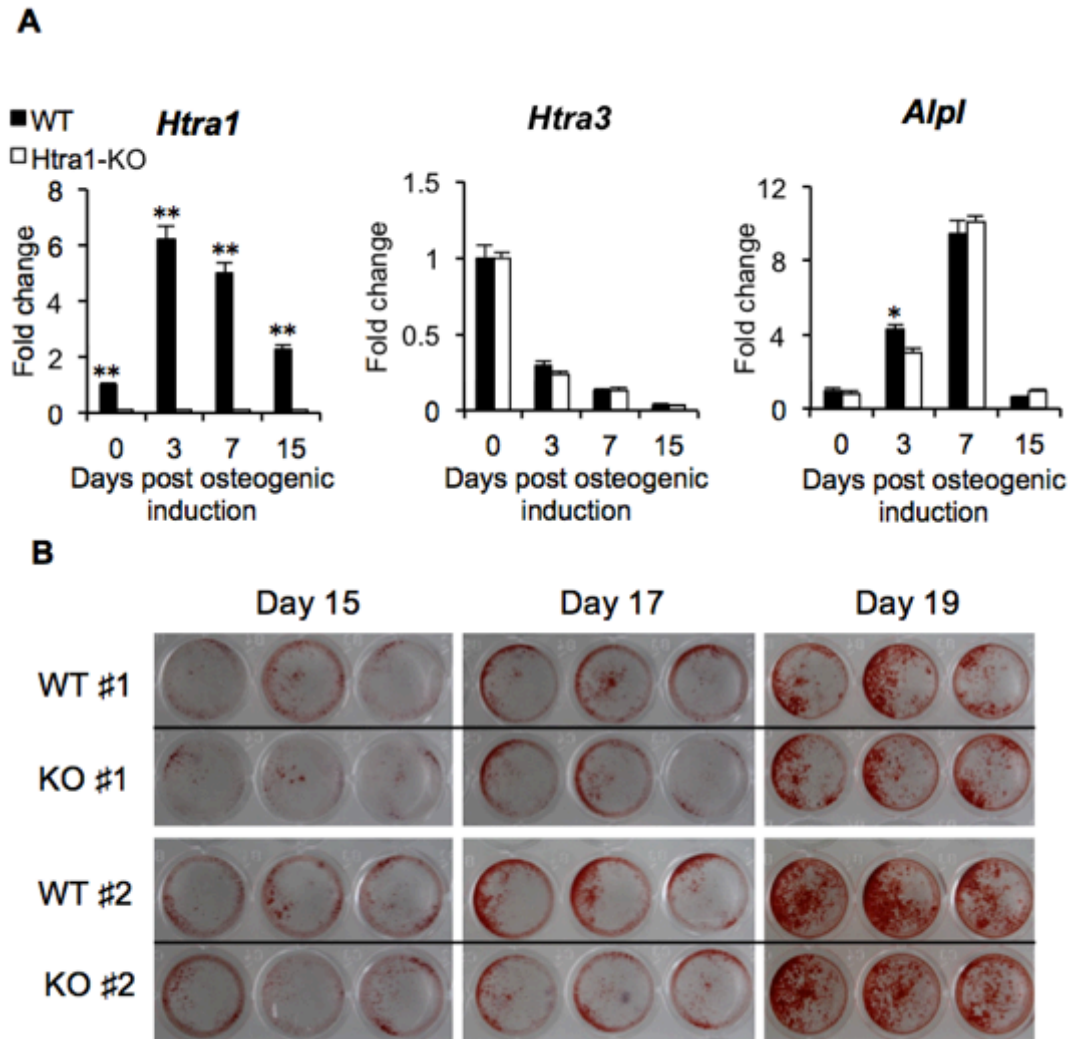 A
WT
Htra1-KO
Htra1
Fold change
8
6
4
2
0
**
**
**
**
0 3 7 15
Days post osteogenic
induction
Htra3
Fold change
1.5
1
0.5
0
0 3 7 15
Days post osteogenic
induction
Alpl
Fold change
12
8
4
0
*
0 3 7 15
Days post osteogenic
induction
B
Day 15 Day 17 Day 19
WT #1
KO #1
WT #2
KO #2